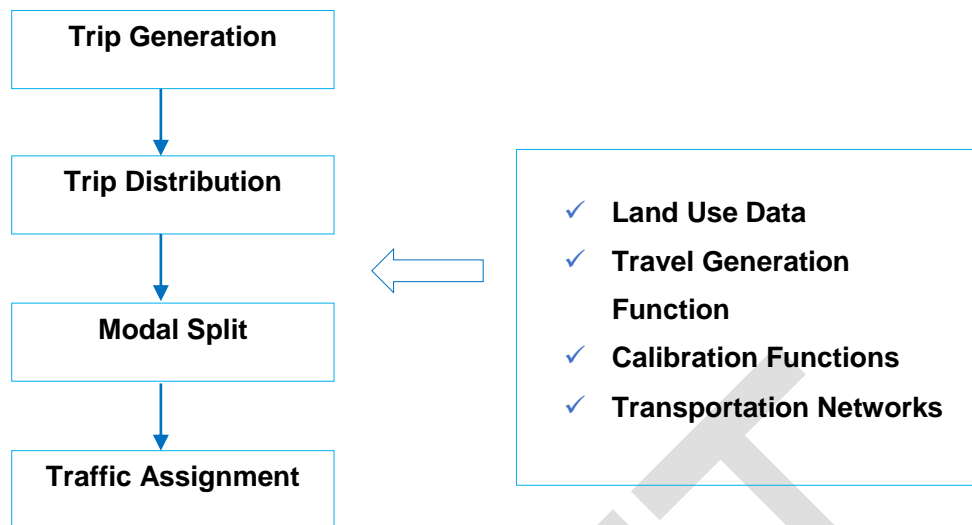 Trip Generation
Trip Distribution
Modal Split
Traffic Assignment
✓ Land Use Data
✓ Travel Generation
Function
✓ Calibration Functions
✓ Transportation Networks